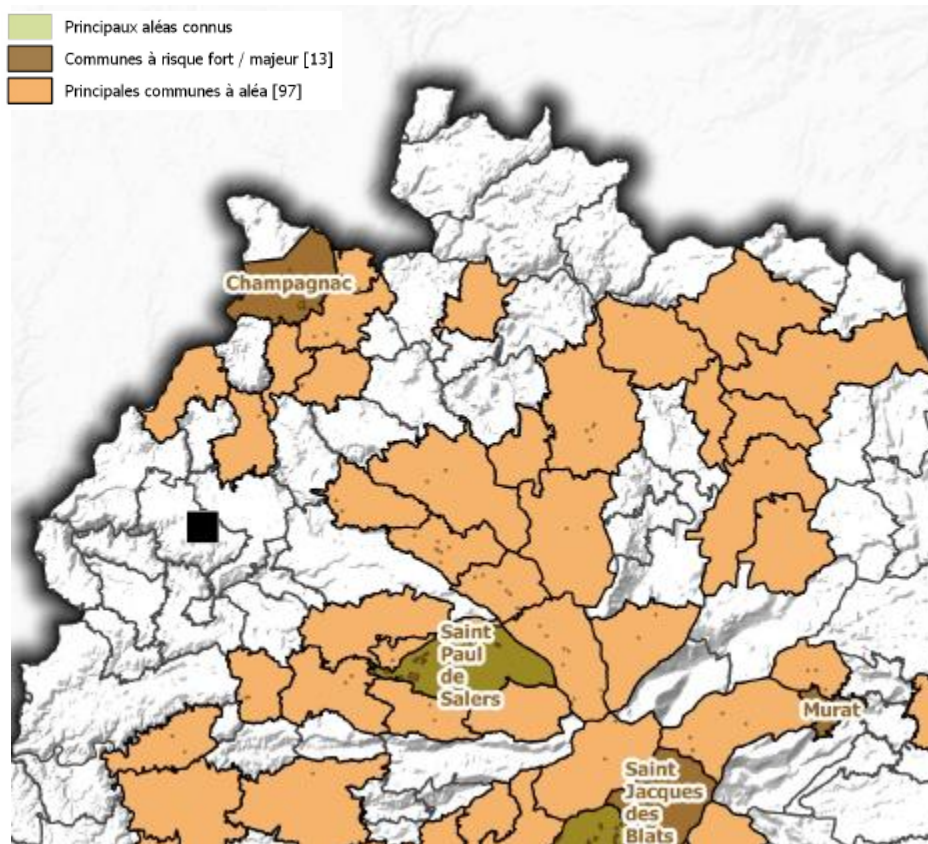 Principaux aléas connus
Communes à risque fort / majeur [13]
Principales communes à aléa [97]
Champagnac
Saint
Paul
de
Salers
Murat
Saint
Jacques
des
Blats